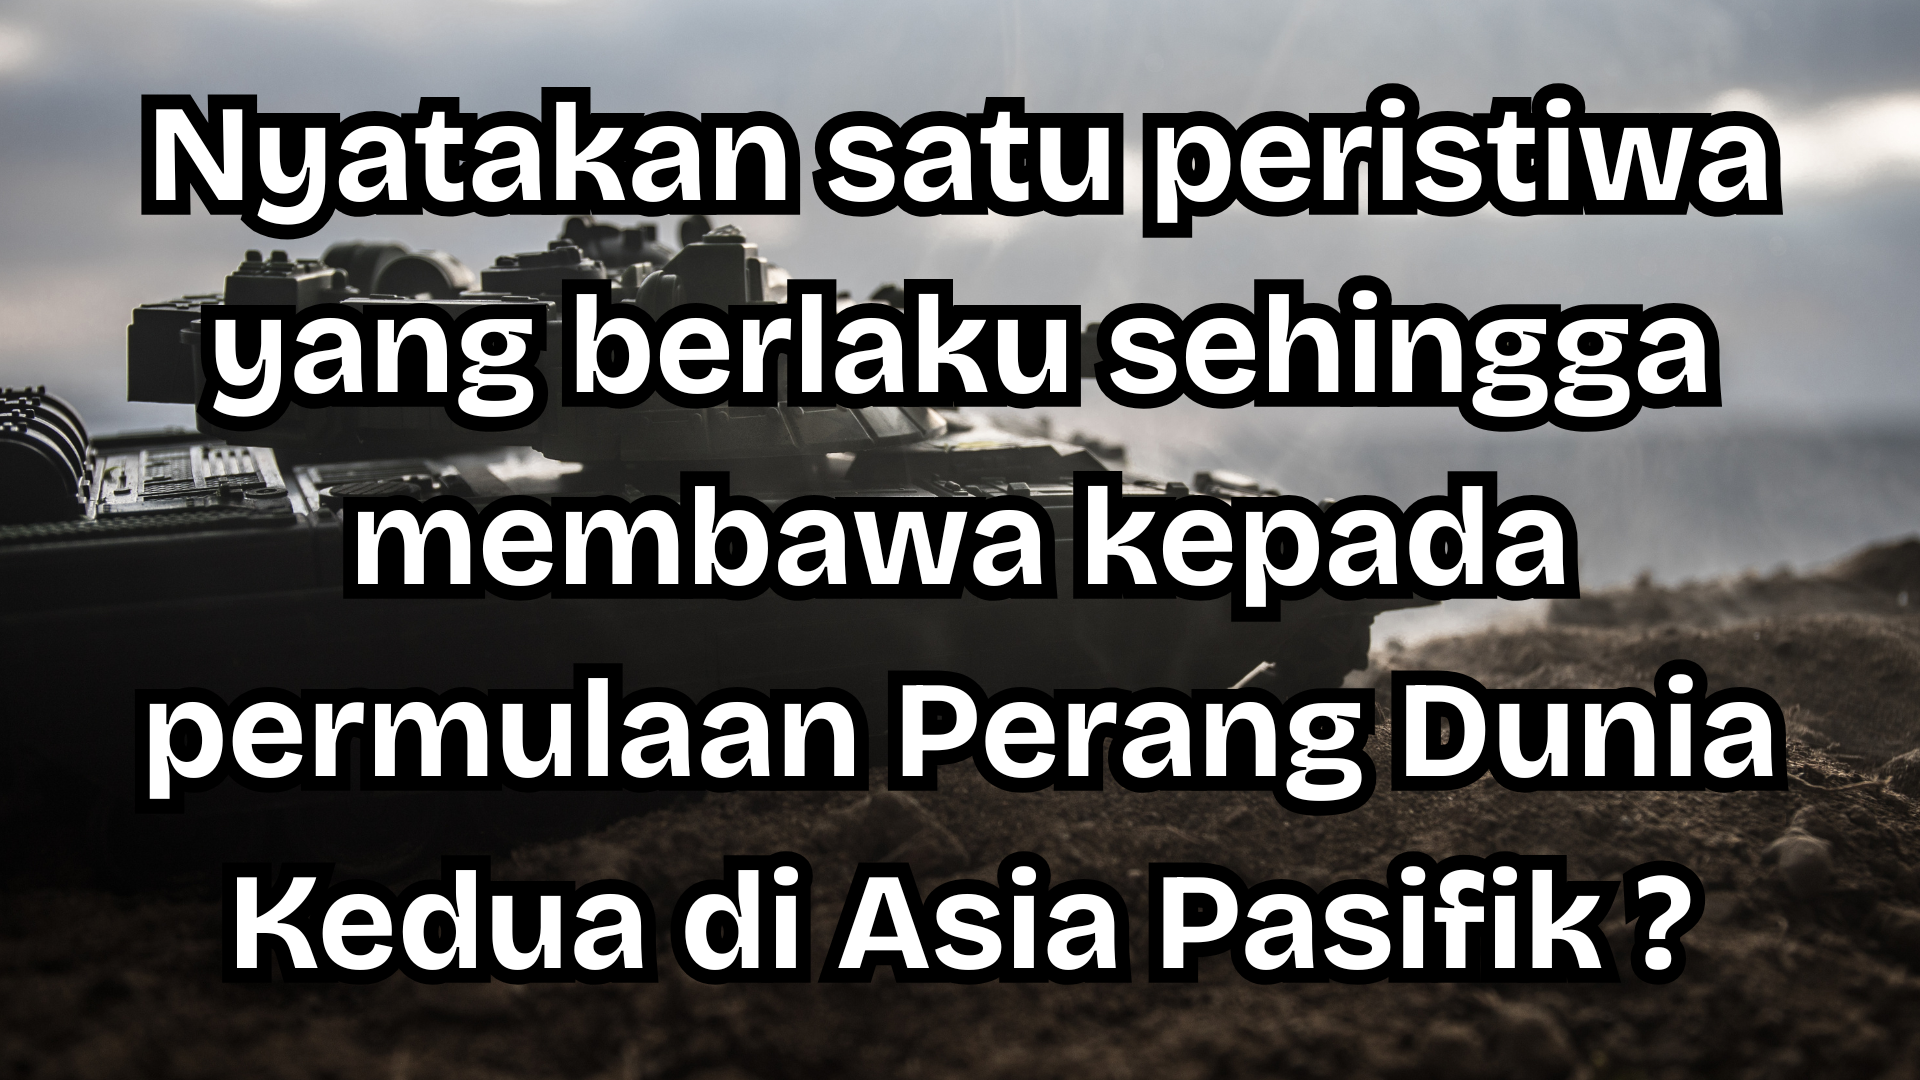 Nyatakan satu peristiwa
yang berlaku sehingga
membawa kepada
permulaan Perang Dunia
Kedua di Asia Pasifik ?